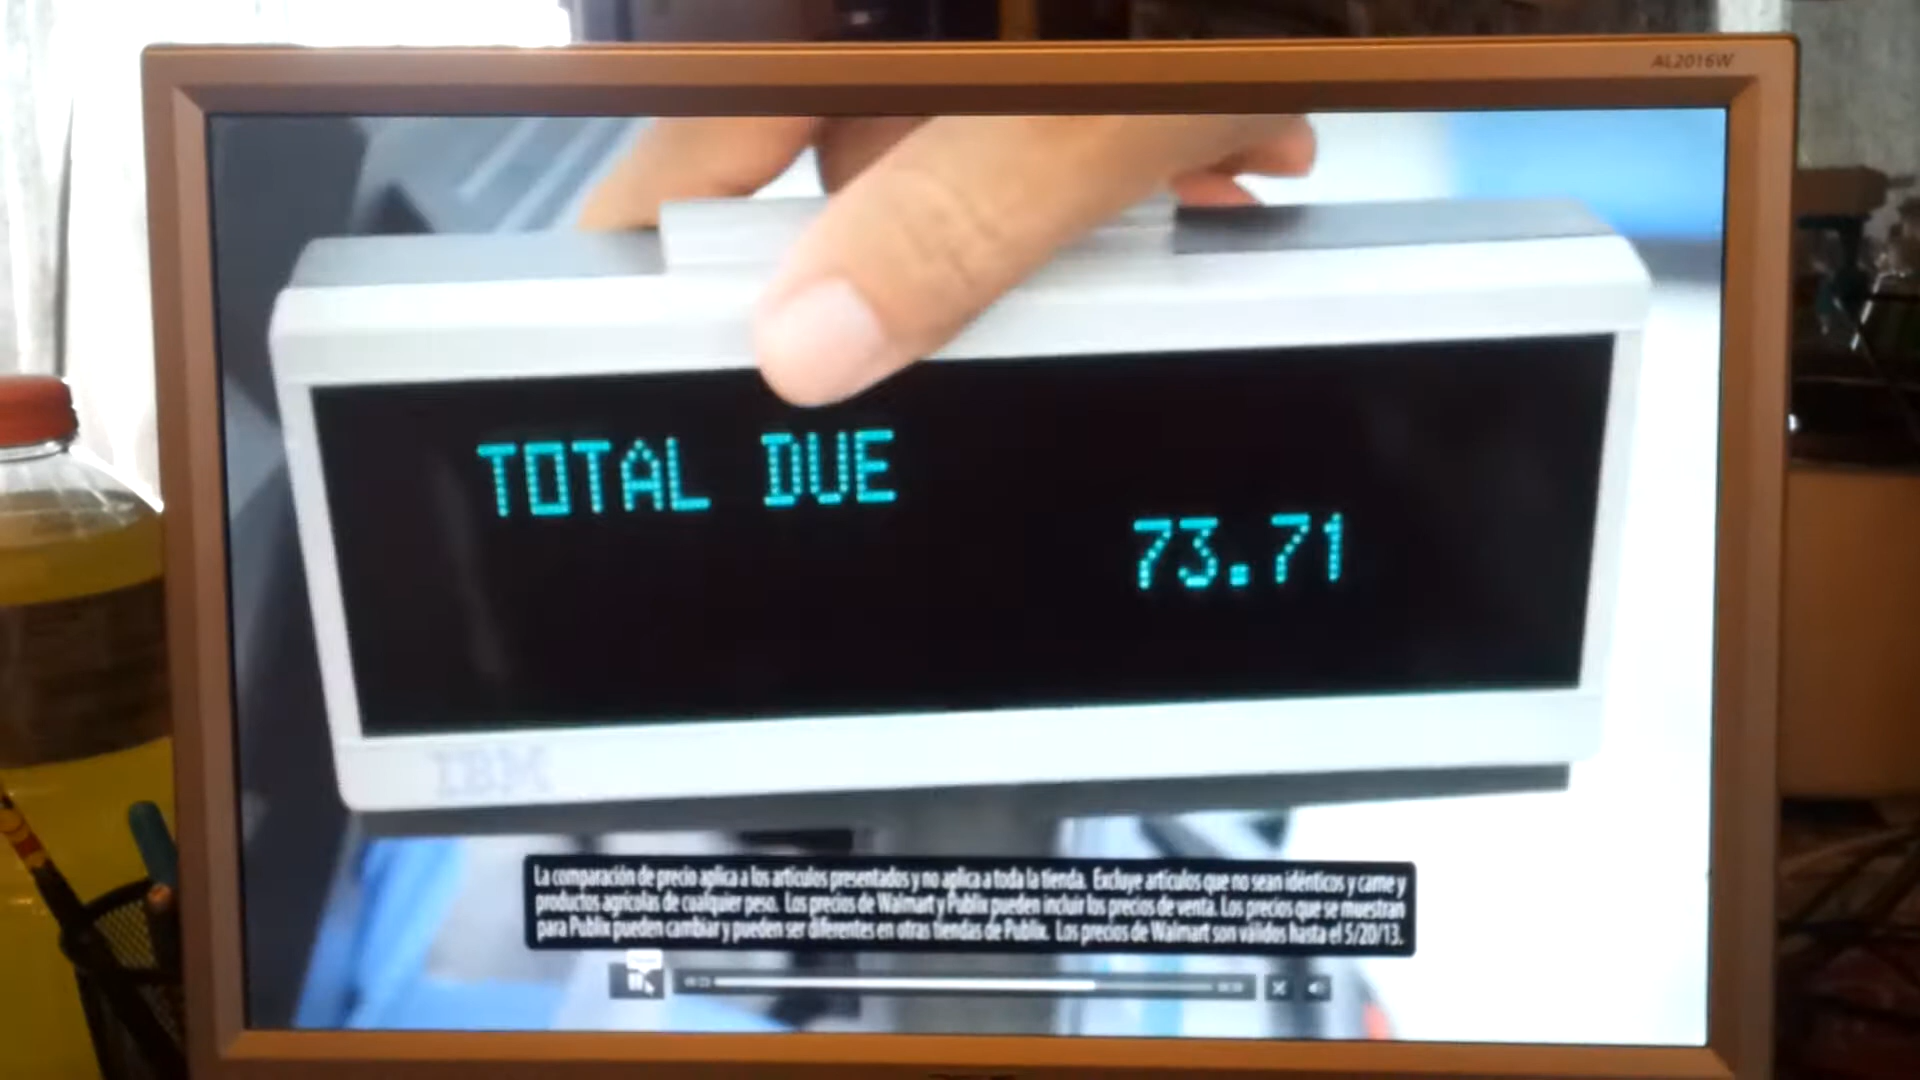 AL2016W
TOTAL DUE
73.71
IBM
La comparación de precio aplica a los artículos presentados y no aplica a toda la tienda. Excluye artículos que no sean idénticos y carne y
productos agrícolas de cualquier peso. Los precios de Walmart y Publix pueden incluir los precios de venta. Los precios que se muestran
para Publix pueden cambiar y pueden ser diferentes en otras tiendas de Publix. Los precios de Walmart son válidos hasta el 5/20/13.